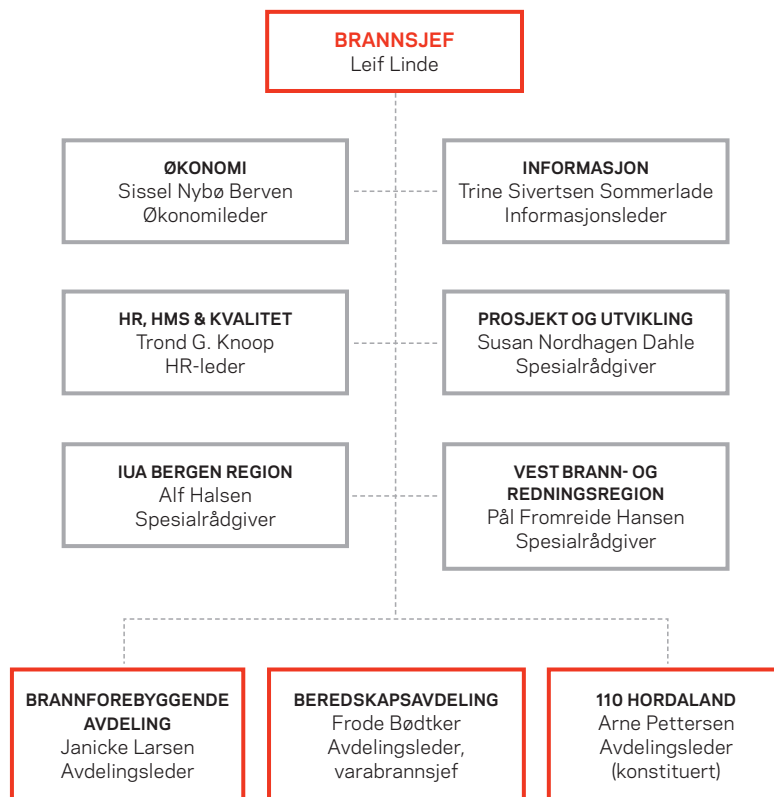 BRANNSJEF
Leif Linde
ØKONOMI
Sissel Nybø Berven
Økonomileder
INFORMASJON
Trine Sivertsen Sommerlade
Informasjonsleder
HR, HMS & KVALITET
Trond G. Knoop
HR-leder
PROSJEKT OG UTVIKLING
Susan Nordhagen Dahle
Spesialrådgiver
IUA BERGEN REGION
Alf Halsen
Spesialrådgiver
VEST BRANN- OG
REDNINGSREGION
Pål Fromreide Hansen
Spesialrådgiver
BRANNFOREBYGGENDE
AVDELING
Janicke Larsen
Avdelingsleder
BEREDSKAPSAVDELING
Frode Bødtker
Avdelingsleder,
varabrannsjef
110 HORDALAND
Arne Pettersen
Avdelingsleder
(konstituert)